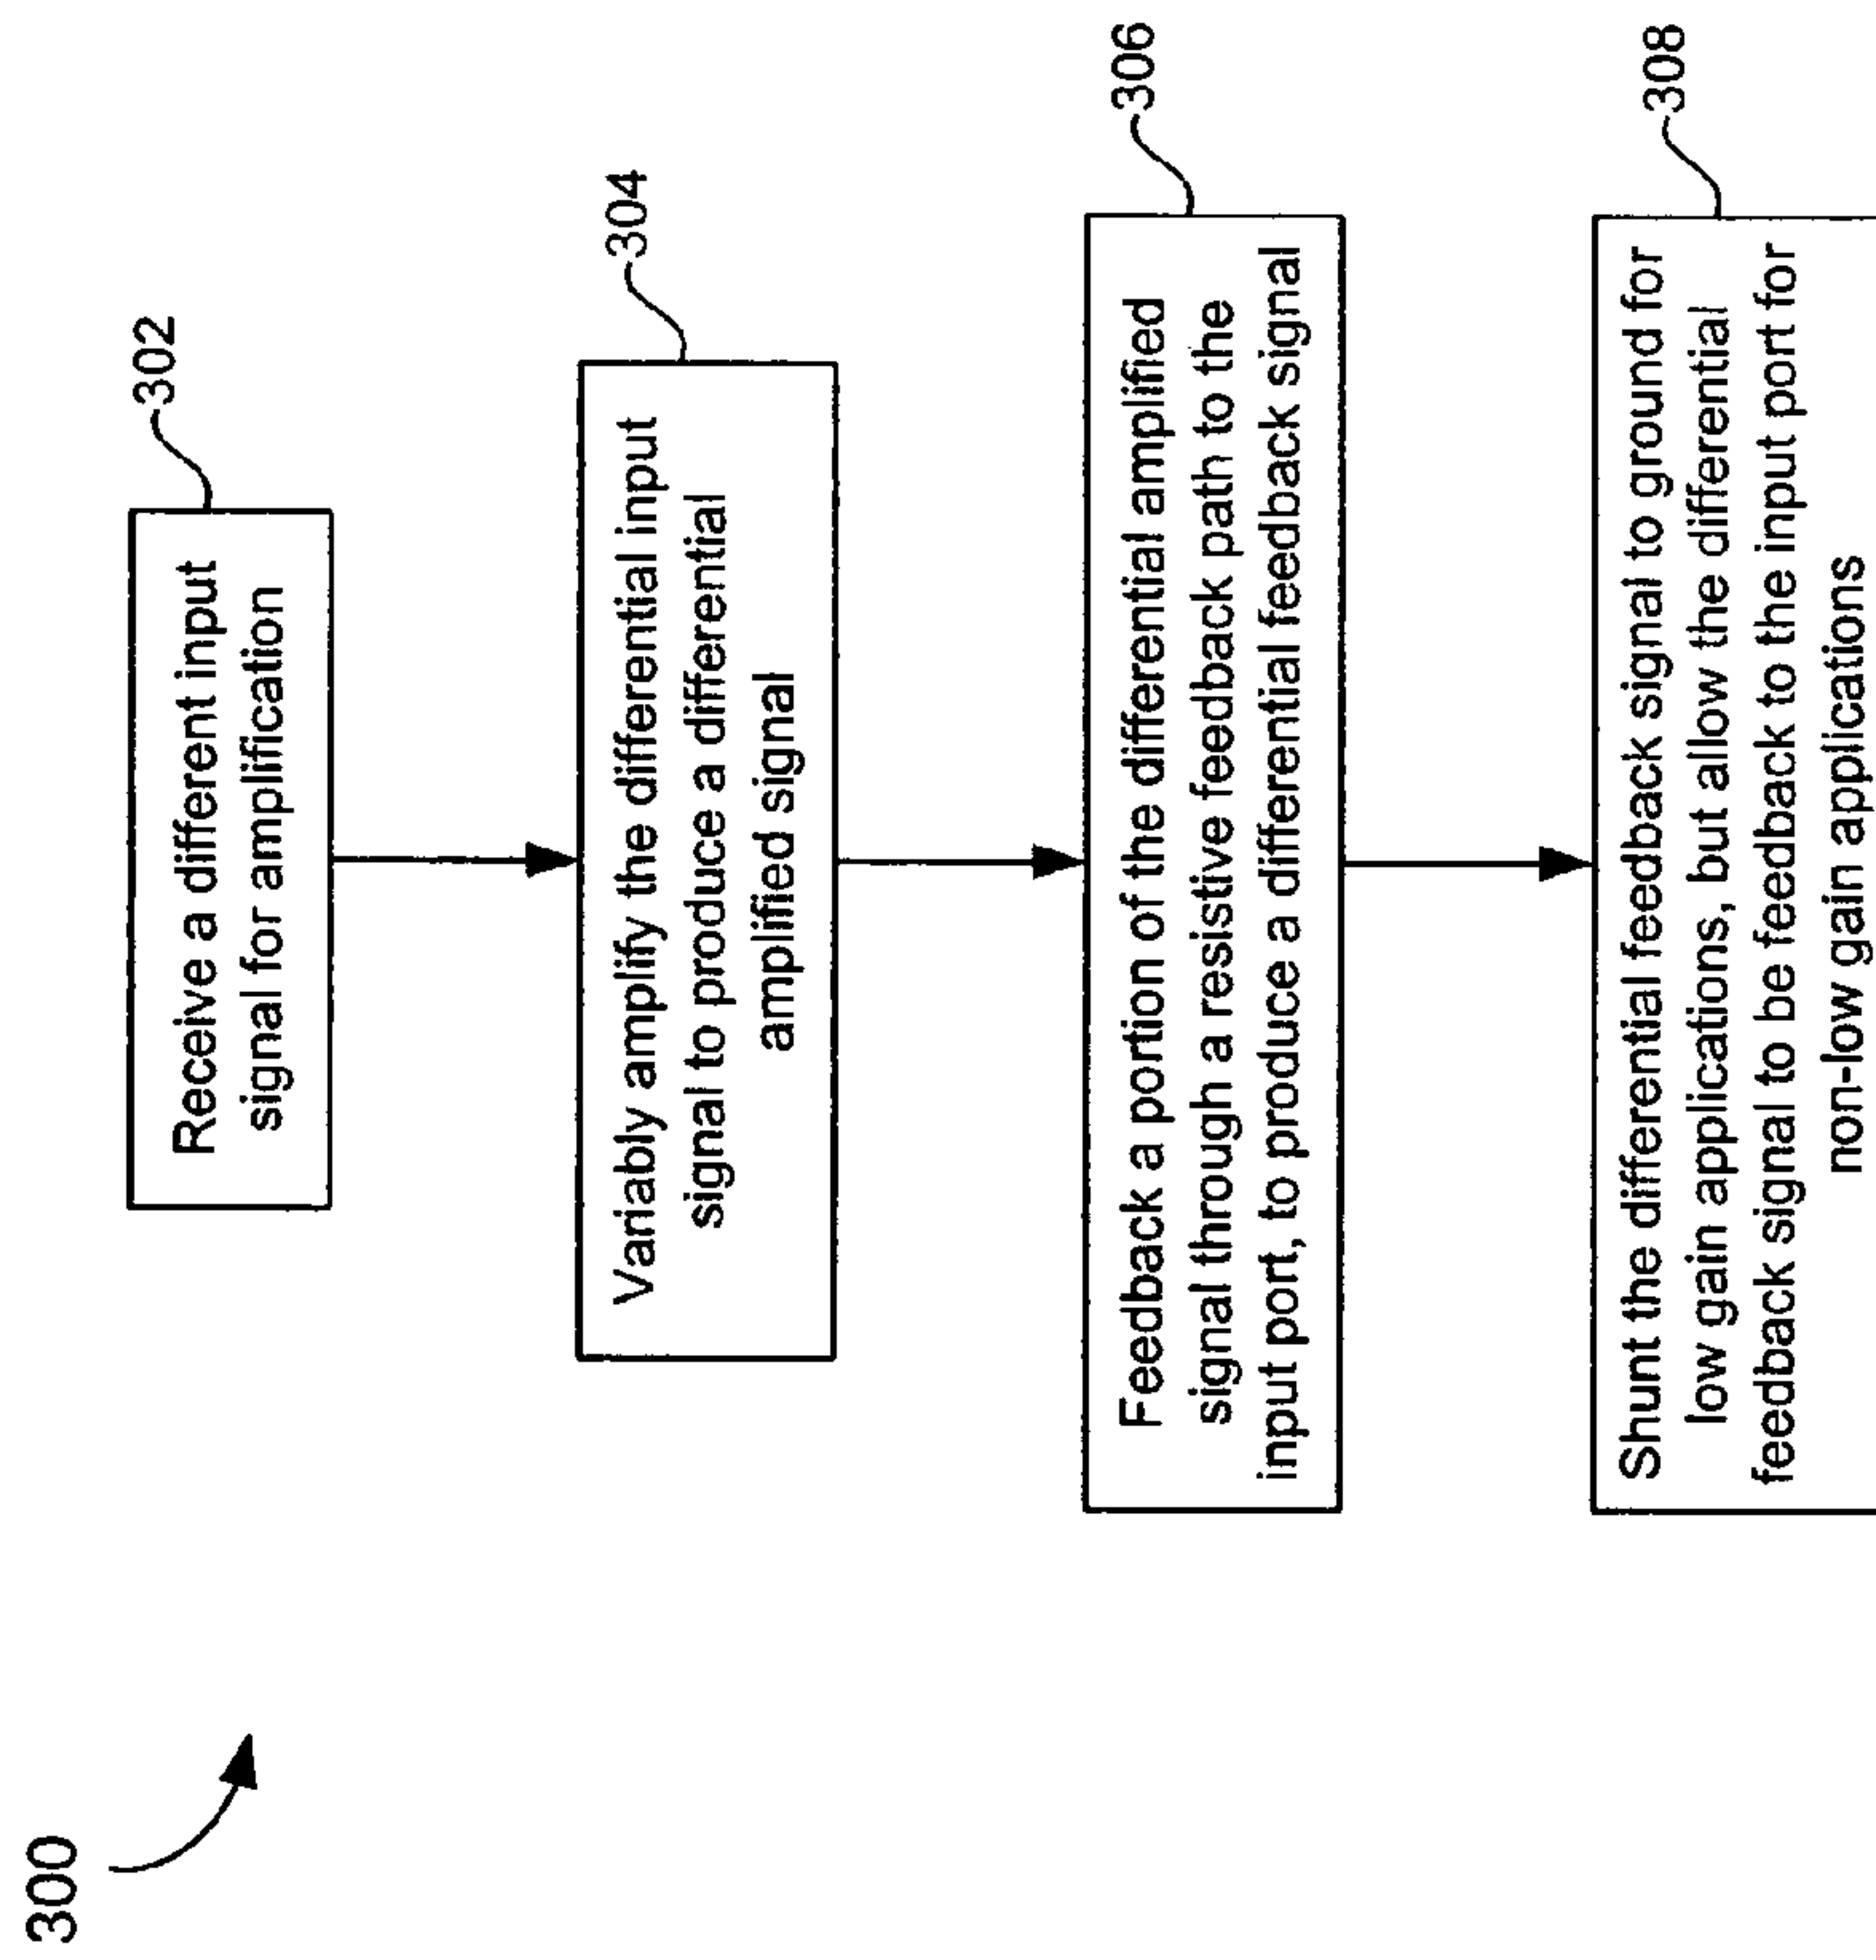 300
302
Receive a different input
signal for amplification
304
Variably amplify the different input
signal to produce a different
amplified signal
306
Feedback a portion of the differential amplified
signal through a resistive feedback path to the
input port, to produce a differential feedback signal
308
Shunt the differential feedback signal to ground for
low gain applications, but allow the differential
feedback signal to be feedback to the input port for
non-low gain applications